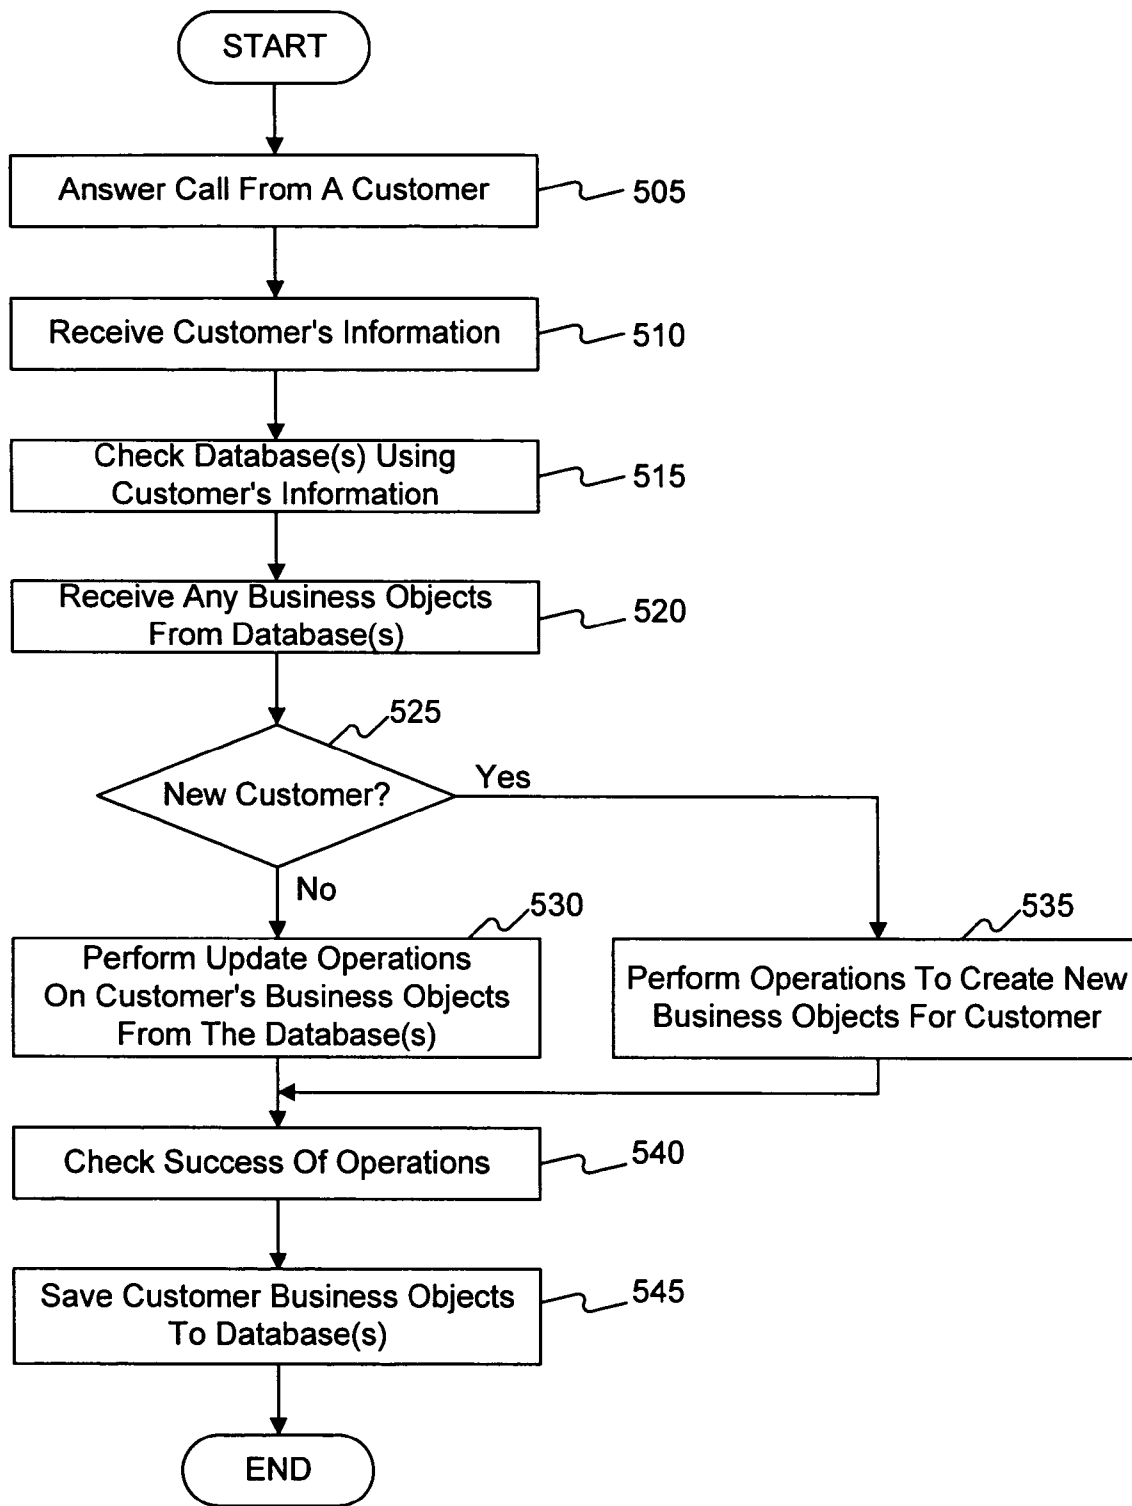 START
Answer Call From A Customer
505
Receive Customer's Information
510
Check Database(s) Using
Customer's Information
515
Receive Any Business Objects
From Database(s)
520
525
New Customer?
Yes
No
530
Perform Update Operations
On Customer's Business Objects
From The Database(s)
535
Perform Operations To Create New
Business Objects For Customer
Check Success Of Operations
540
Save Customer Business Objects
To Database(s)
545
END